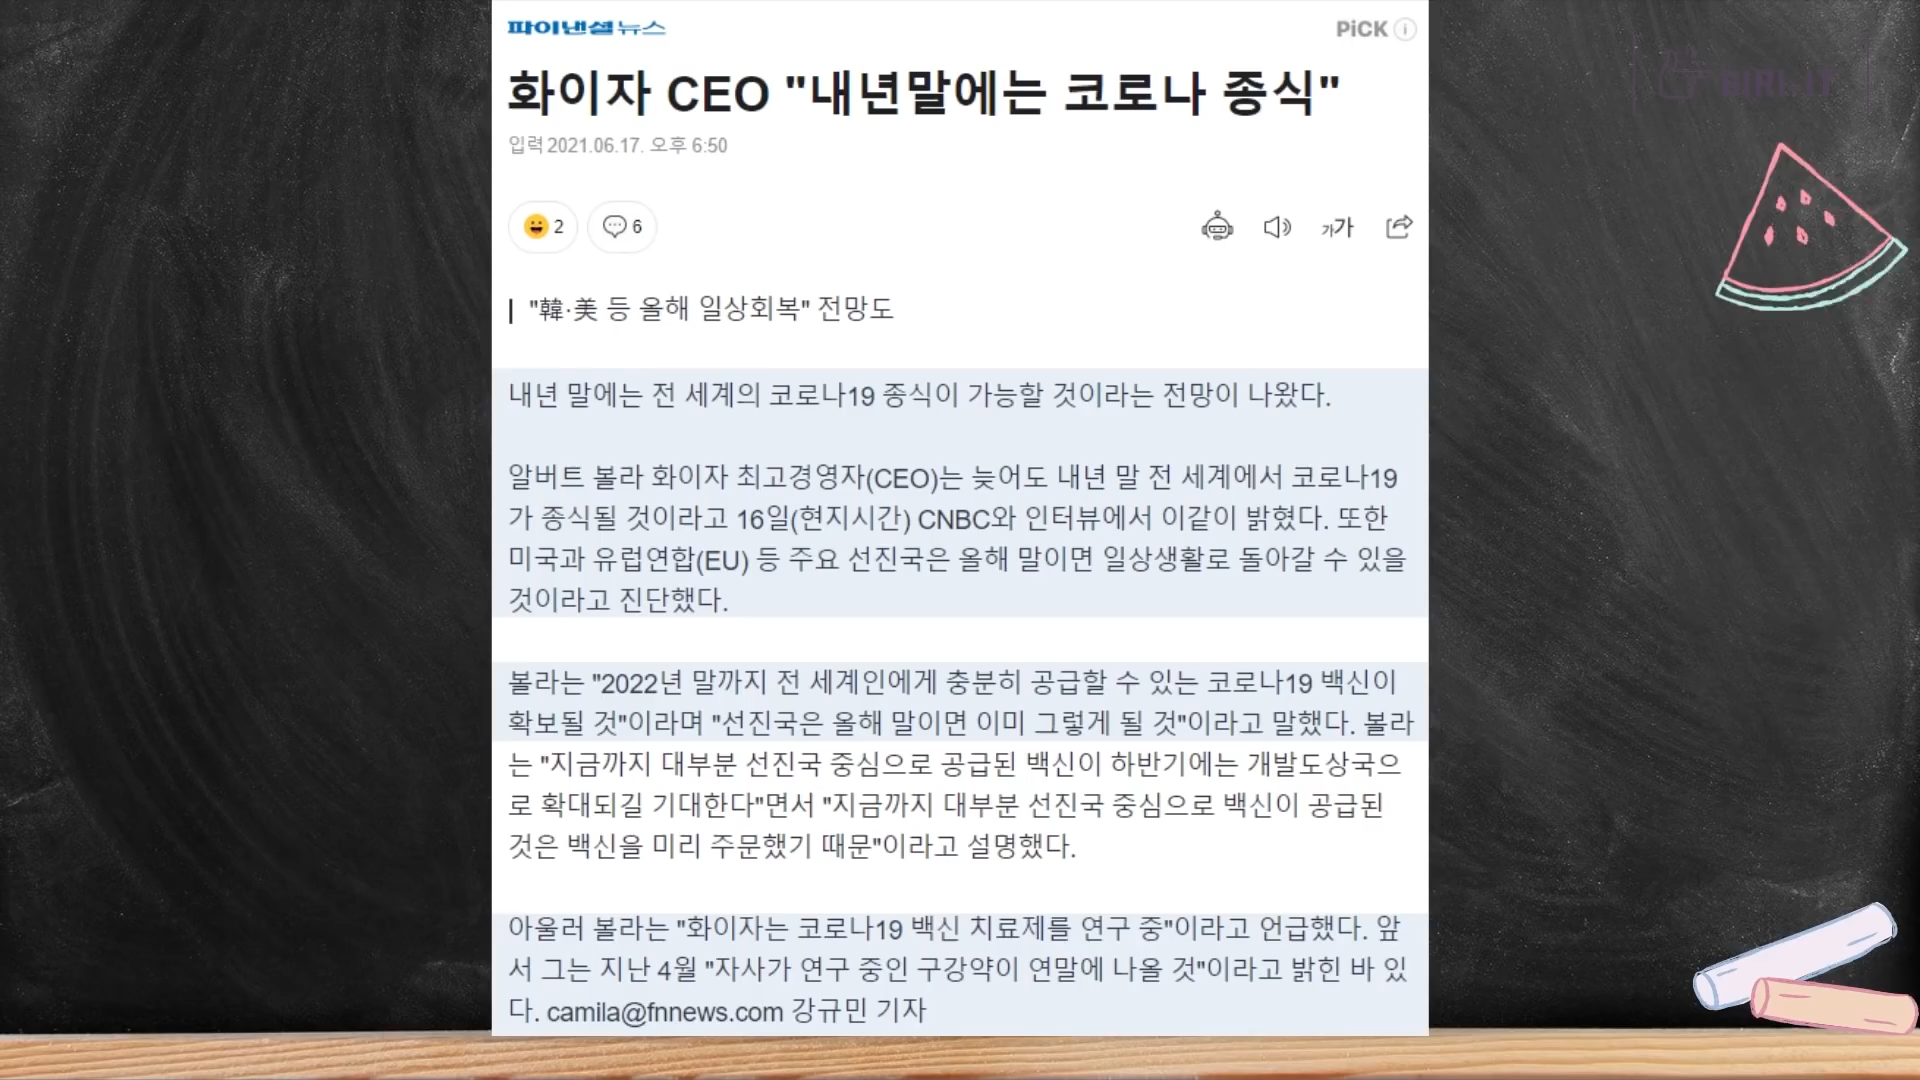 파이낸셜뉴스
PiCK
화이자 CEO "내년말에는 코로나 종식"
입력 2021.06.17. 오후 6:50
2
6
가가
"韓·美 등 올해 일상회복" 전망도
내년 말에는 전 세계의 코로나19 종식이 가능할 것이라는 전망이 나왔다.
알버트 볼라 화이자 최고경영자(CEO)는 늦어도 내년 말 전 세계에서 코로나19
가 종식될 것이라고 16일(현지시간) CNBC와 인터뷰에서 이같이 밝혔다. 또한
미국과 유럽연합(EU) 등 주요 선진국은 올해 말이면 일상생활로 돌아갈 수 있을
것이라고 진단했다.
볼라는 "2022년 말까지 전 세계인에게 충분히 공급할 수 있는 코로나19 백신이
확보될 것"이라며 "선진국은 올해 말이면 이미 그렇게 될 것"이라고 말했다. 볼라
는 "지금까지 대부분 선진국 중심으로 공급된 백신이 하반기에는 개발도상국으
로 확대되길 기대한다"면서 "지금까지 대부분 선진국 중심으로 백신이 공급된
것은 백신을 미리 주문했기 때문"이라고 설명했다.
아울러 볼라는 "화이자는 코로나19 백신 치료제를 연구 중"이라고 언급했다. 앞
서 그는 지난 4월 "자사가 연구 중인 구강약이 연말에 나올 것"이라고 밝힌 바 있
다. camila@fnnews.com 강규민 기자